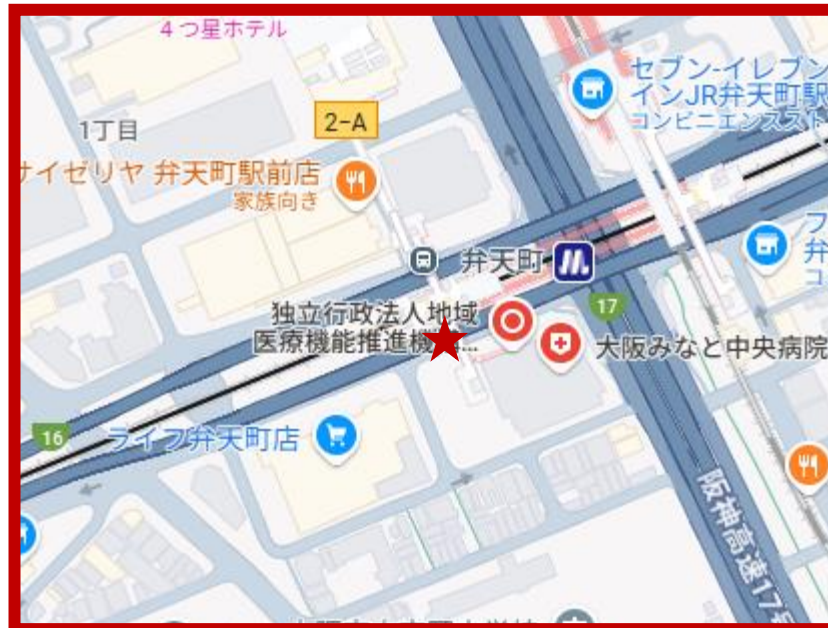 4つ星ホテル
セブン-イレブン
インJR弁天町駅
コンビニエンススト
2-A
1丁目
サイゼリヤ 弁天町駅前店
家族向き
フ
弁
コ
弁天町
17
独立行政法人地域
医療機能推進機
大阪みなと中央病院
16
ライフ弁天町店
阪神高速17号